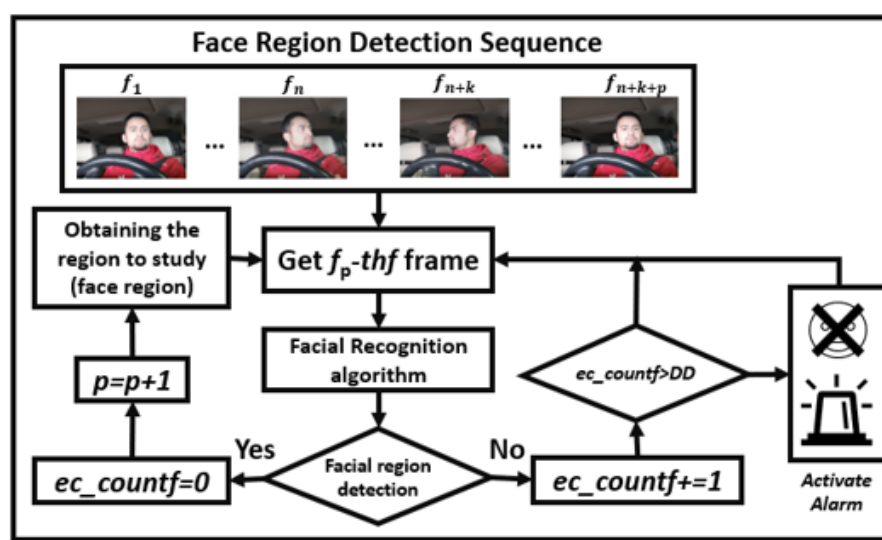 Face Region Detection Sequence
f₁
fₙ
fₙ₊ₖ
fₙ₊ₖ₊ₚ
... ... ...
Obtaining the
region to study
(face region)
Get fₚ-thf frame
Facial Recognition
algorithm
p=p+1
ec_countf>DD
Yes
No
Facial region
detection
ec_countf=0
ec_countf+=1
Activate
Alarm